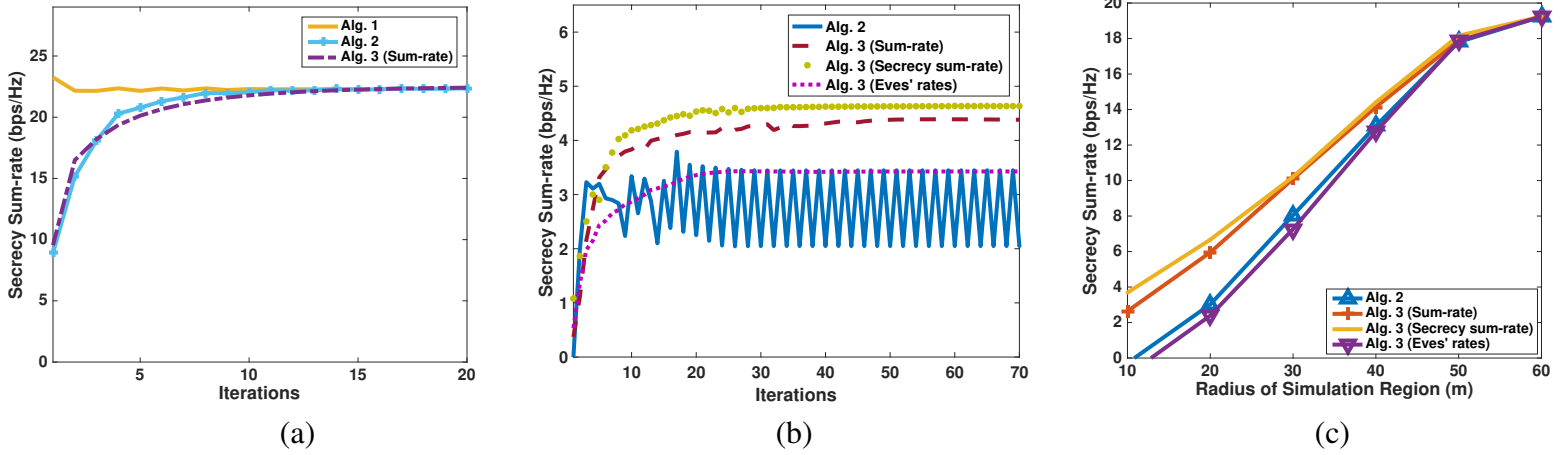 Secrecy Sum-rate (bps/Hz)
25
20
15
10
5
0
5
10
15
20
Iterations
Alg. 1
Alg. 2
Alg. 3 (Sum-rate)
(a)
Secrecy Sum-rate (bps/Hz)
6
5
4
3
2
1
0
10
20
30
40
50
60
70
Iterations
Alg. 2
Alg. 3 (Sum-rate)
Alg. 3 (Secrecy sum-rate)
Alg. 3 (Eves' rates)
(b)
Secrecy Sum-rate (bps/Hz)
20
18
16
14
12
10
8
6
4
2
0
10
20
30
40
50
60
Radius of Simulation Region (m)
Alg. 2
Alg. 3 (Sum-rate)
Alg. 3 (Secrecy sum-rate)
Alg. 3 (Eves' rates)
(c)